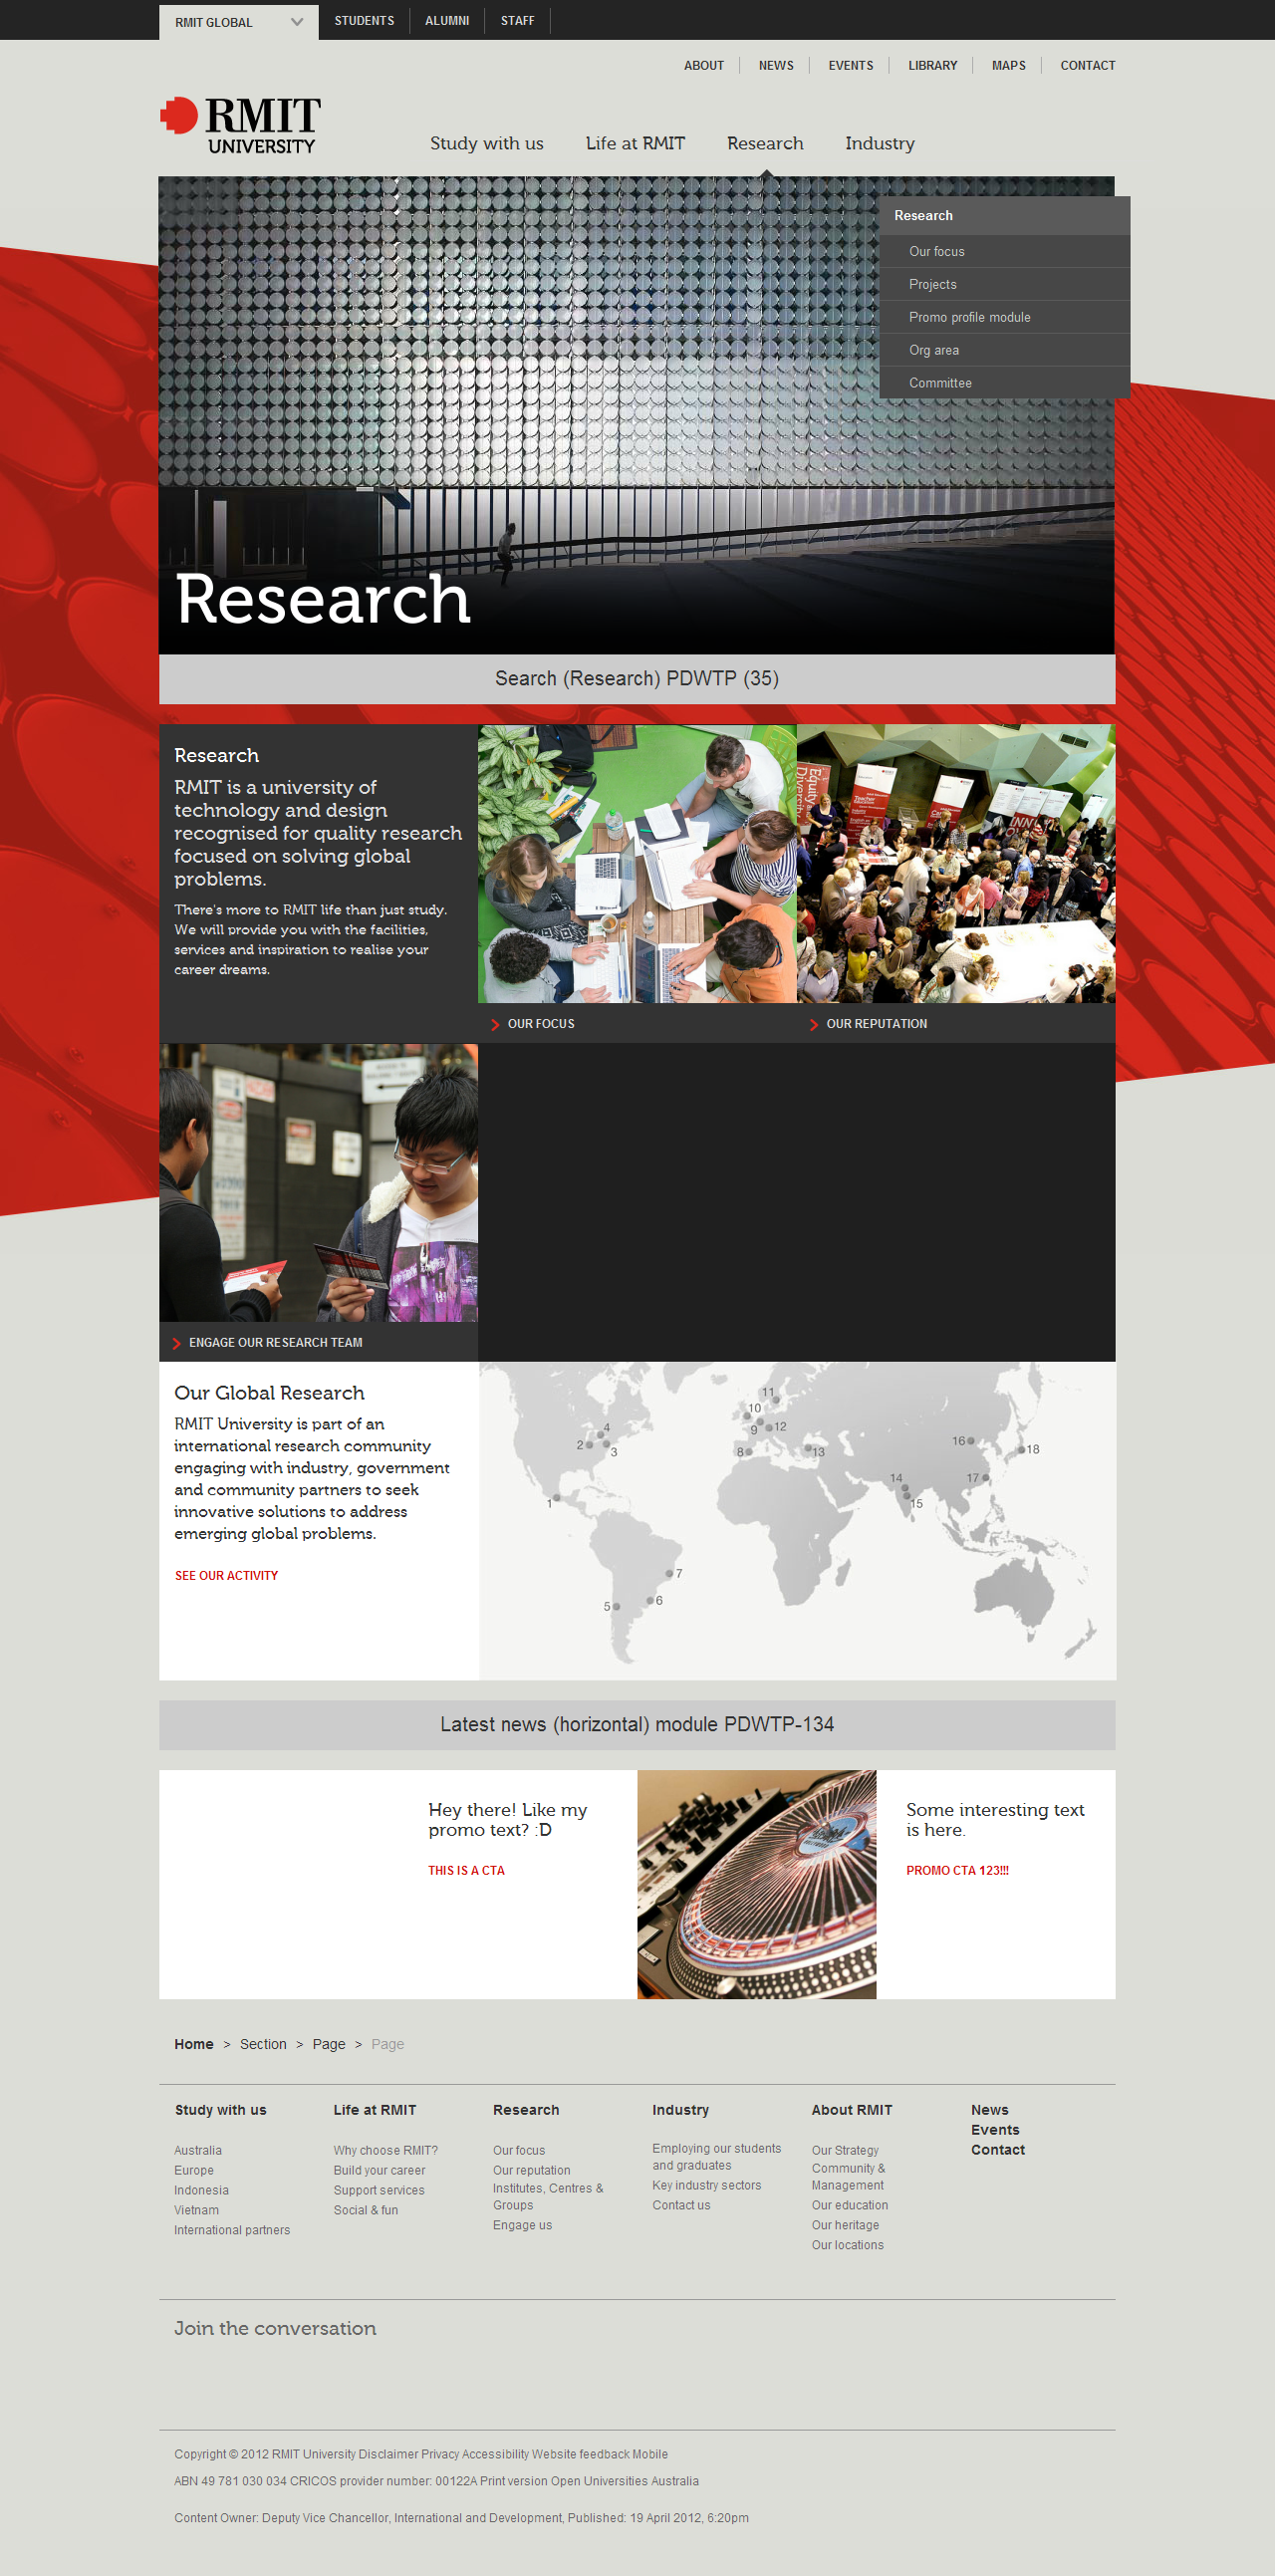 RMIT GLOBAL
STUDENTS
ALUMNI
STAFF
ABOUT
NEWS
EVENTS
LIBRARY
MAPS
CONTACT
RMIT
UNIVERSITY
Study with us
Life at RMIT
Research
Industry
Research
Our focus
Projects
Promo profile module
Org area
Committee
Research
Search (Research) PDWTP (35)
Research
RMIT is a university of
technology and design
recognised for quality research
focused on solving global
problems.
There's more to RMIT life than just study.
We will provide you with the facilities,
services and inspiration to realise your
career dreams.
Equity
Diversity
OUR FOCUS
OUR REPUTATION
ENGAGE OUR RESEARCH TEAM
Our Global Research
RMIT University is part of an
international research community
engaging with industry, government
and community partners to seek
innovative solutions to address
emerging global problems.
SEE OUR ACTIVITY
1
2
3
4
5
6
7
8
9
10
11
12
13
14
15
16
17
18
Latest news (horizontal) module PDWTP-134
Hey there! Like my
promo text? :D
THIS IS A CTA
Some interesting text
is here.
PROMO CTA 123!!!
Home > Section > Page > Page
Study with us
Australia
Europe
Indonesia
Vietnam
International partners
Life at RMIT
Why choose RMIT?
Build your career
Support services
Social & fun
Research
Our focus
Our reputation
Institutes, Centres &
Groups
Engage us
Industry
Employing our students
and graduates
Key industry sectors
Contact us
About RMIT
Our Strategy
Community &
Management
Our education
Our heritage
Our locations
News
Events
Contact
Join the conversation
Copyright © 2012 RMIT University Disclaimer Privacy Accessibility Website feedback Mobile
ABN 49 781 030 034 CRICOS provider number: 00122A Print version Open Universities Australia
Content Owner: Deputy Vice Chancellor, International and Development, Published: 19 April 2012, 6:20pm